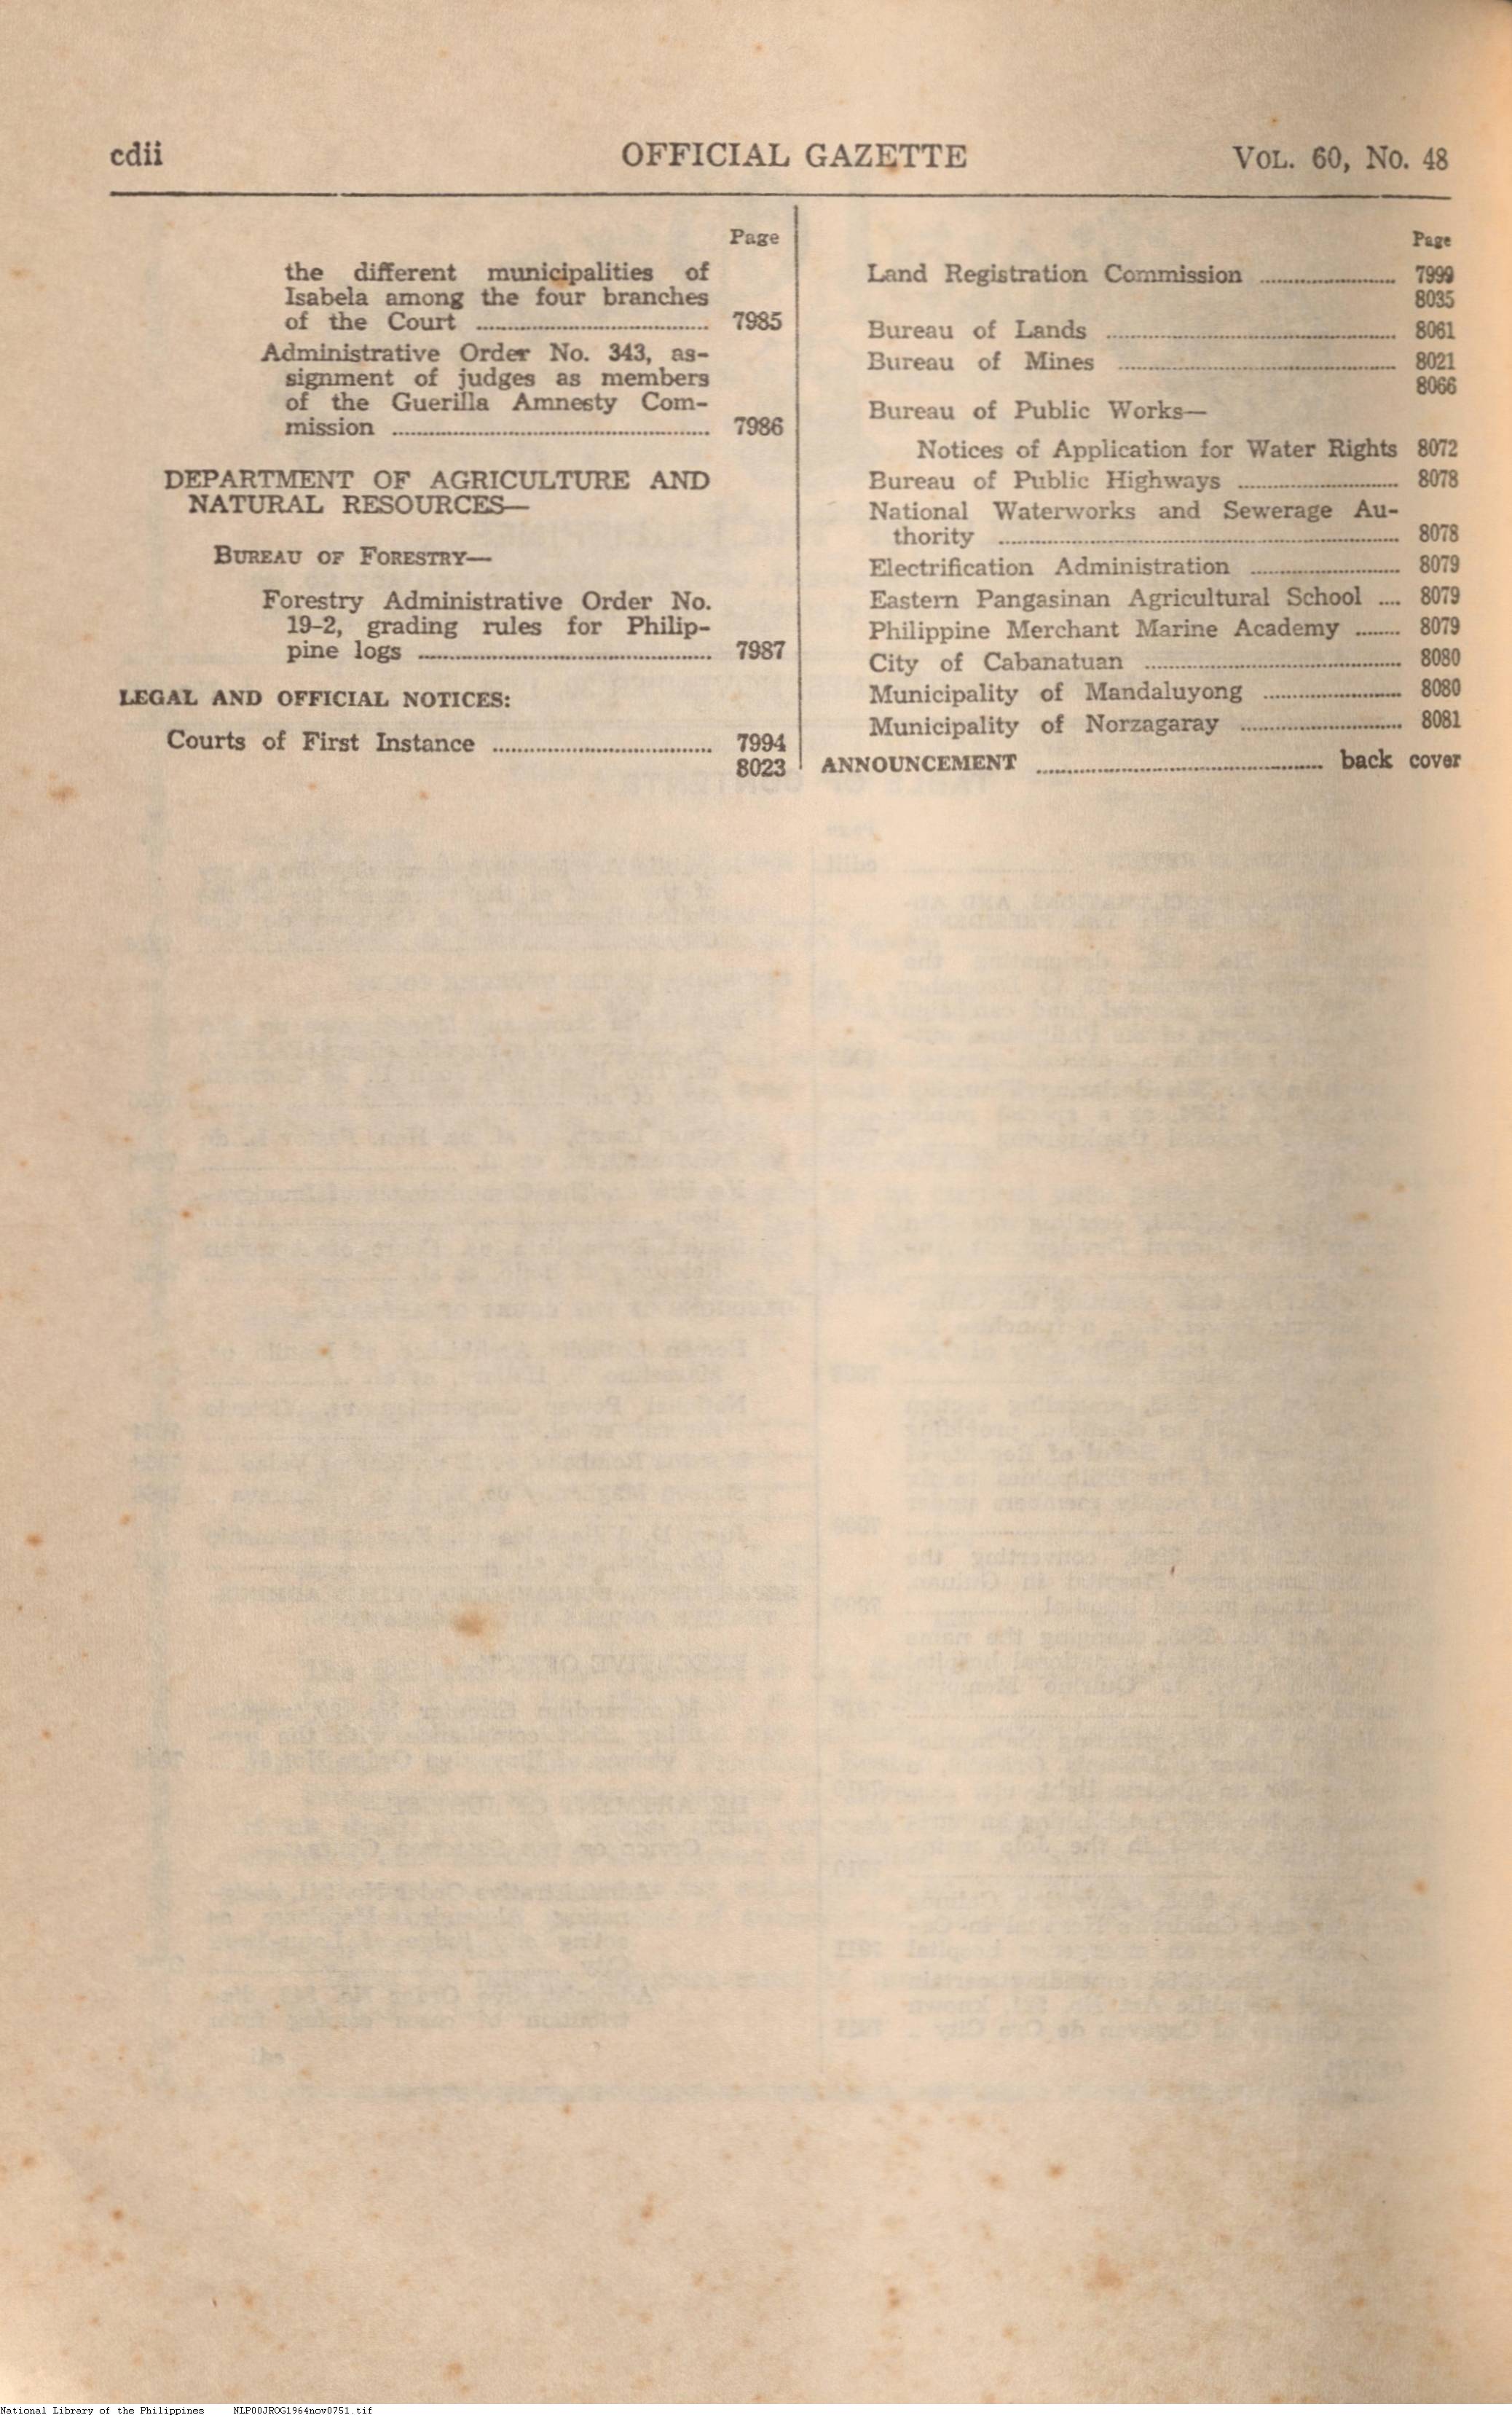 cdii OFFICIAL GAZETTE VOL. 60, NO. 48
Page
the different municipalities of
Isabela among the four branches
of the Court ........................................ 7985
Administrative Order No. 343, as-
signment of judges as members
of the Guerilla Amnesty Com-
mission ........................................ 7986
DEPARTMENT OF AGRICULTURE AND
NATURAL RESOURCES—
BUREAU OF FORESTRY—
Forestry Administrative Order No.
19-2, grading rules for Philip-
pine logs ........................................ 7987
LEGAL AND OFFICIAL NOTICES:
Courts of First Instance ........................................ 7994
8023
Page
Land Registration Commission ...................... 7999
8035
Bureau of Lands ........................................ 8061
Bureau of Mines ........................................ 8021
8066
Bureau of Public Works—
Notices of Application for Water Rights 8072
Bureau of Public Highways .......................... 8078
National Waterworks and Sewerage Au-
thority ........................................ 8078
Electrification Administration ........................ 8079
Eastern Pangasinan Agricultural School .... 8079
Philippine Merchant Marine Academy ........ 8079
City of Cabanatuan ........................................ 8080
Municipality of Mandaluyong ...................... 8080
Municipality of Norzagaray .......................... 8081
ANNOUNCEMENT ........................................ back cover
National Library of the Philippines NLP00JROG1964nov0751.tif